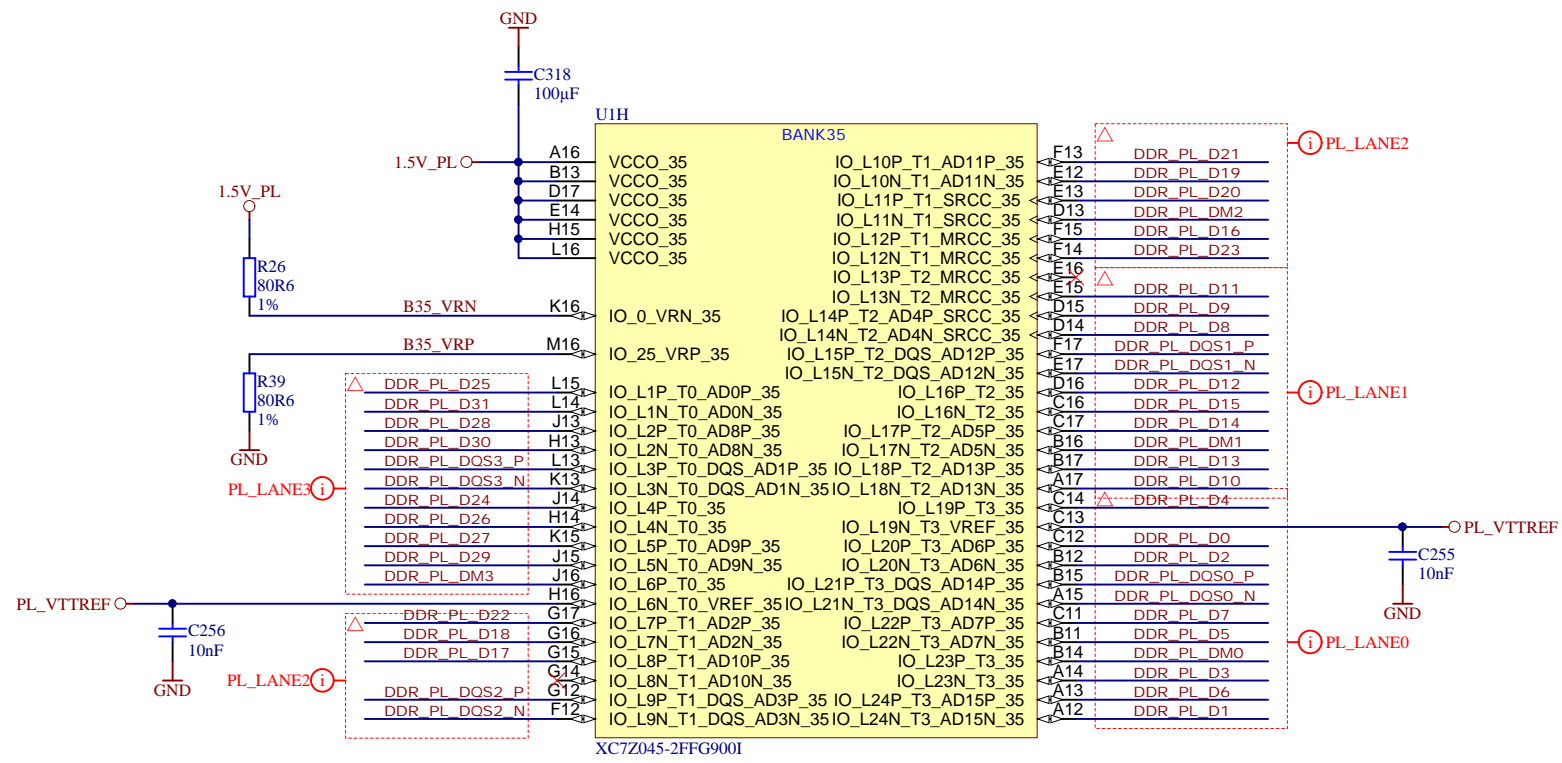 GND
C318
100µF
U1H
BANK35
1.5V_PL
A16 VCCO_35
B13 VCCO_35
D17 VCCO_35
E14 VCCO_35
H15 VCCO_35
L16 VCCO_35
1.5V_PL
R26
80R6
1%
B35_VRN K16 IO_0_VRN_35
B35_VRP M16 IO_25_VRP_35
R39
80R6
1%
GND
PL_LANE3 i
DDR_PL_D25 L15 IO_L1P_T0_AD0P_35
DDR_PL_D31 L14 IO_L1N_T0_AD0N_35
DDR_PL_D28 J13 IO_L2P_T0_AD8P_35
DDR_PL_D30 H13 IO_L2N_T0_AD8N_35
DDR_PL_DQS3_P L13 IO_L3P_T0_DQS_AD1P_35
DDR_PL_DQS3_N K13 IO_L3N_T0_DQS_AD1N_35
DDR_PL_D24 J14 IO_L4P_T0_35
DDR_PL_D26 H14 IO_L4N_T0_35
DDR_PL_D27 K15 IO_L5P_T0_AD9P_35
DDR_PL_D29 J15 IO_L5N_T0_AD9N_35
DDR_PL_DM3 J16 IO_L6P_T0_35
PL_VTTREF H16 IO_L6N_T0_VREF_35
C256
10nF
GND
PL_LANE2 i
DDR_PL_D22 G17 IO_L7P_T1_AD2P_35
DDR_PL_D18 G16 IO_L7N_T1_AD2N_35
DDR_PL_D17 G15 IO_L8P_T1_AD10P_35
G14 IO_L8N_T1_AD10N_35
DDR_PL_DQS2_P G12 IO_L9P_T1_DQS_AD3P_35
DDR_PL_DQS2_N F12 IO_L9N_T1_DQS_AD3N_35
IO_L10P_T1_AD11P_35 F13 DDR_PL_D21
IO_L10N_T1_AD11N_35 E12 DDR_PL_D19
IO_L11P_T1_SRCC_35 E13 DDR_PL_D20
IO_L11N_T1_SRCC_35 D13 DDR_PL_DM2
IO_L12P_T1_MRCC_35 F15 DDR_PL_D16
IO_L12N_T1_MRCC_35 F14 DDR_PL_D23
i PL_LANE2
IO_L13P_T2_MRCC_35 E16
IO_L13N_T2_MRCC_35 E15 DDR_PL_D11
IO_L14P_T2_AD4P_SRCC_35 D15 DDR_PL_D9
IO_L14N_T2_AD4N_SRCC_35 D14 DDR_PL_D8
IO_L15P_T2_DQS_AD12P_35 F17 DDR_PL_DQS1_P
IO_L15N_T2_DQS_AD12N_35 E17 DDR_PL_DQS1_N
IO_L16P_T2_35 D16 DDR_PL_D12
IO_L16N_T2_35 C16 DDR_PL_D15
IO_L17P_T2_AD5P_35 C17 DDR_PL_D14
IO_L17N_T2_AD5N_35 B16 DDR_PL_DM1
IO_L18P_T2_AD13P_35 B17 DDR_PL_D13
IO_L18N_T2_AD13N_35 A17 DDR_PL_D10
i PL_LANE1
IO_L19P_T3_35 C14 DDR_PL_D4
IO_L19N_T3_VREF_35 C13 PL_VTTREF
C255
10nF
GND
IO_L20P_T3_AD6P_35 C12 DDR_PL_D0
IO_L20N_T3_AD6N_35 B12 DDR_PL_D2
IO_L21P_T3_DQS_AD14P_35 B15 DDR_PL_DQS0_P
IO_L21N_T3_DQS_AD14N_35 A15 DDR_PL_DQS0_N
IO_L22P_T3_AD7P_35 C11 DDR_PL_D7
IO_L22N_T3_AD7N_35 B11 DDR_PL_D5
IO_L23P_T3_35 B14 DDR_PL_DM0
IO_L23N_T3_35 A14 DDR_PL_D3
IO_L24P_T3_AD15P_35 A13 DDR_PL_D6
IO_L24N_T3_AD15N_35 A12 DDR_PL_D1
i PL_LANE0
XC7Z045-2FFG900I